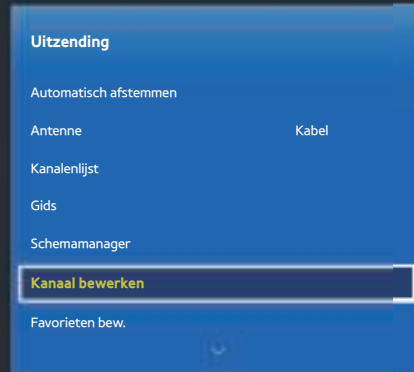 Uitzending
Automatisch afstemmen
Antenne Kabel
Kanalenlijst
Gids
Schemamanager
Kanaal bewerken
Favorieten bew.